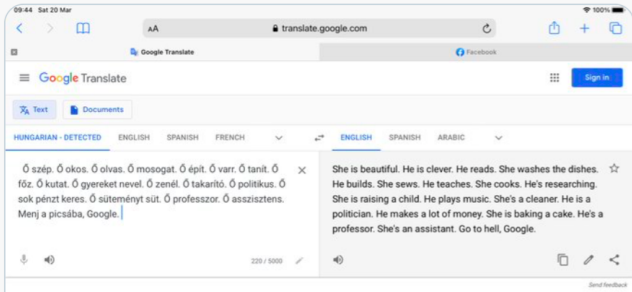 09:44 Sat 20 Mar
100%
AA
translate.google.com
Google Translate
Facebook
Google Translate
Sign in
Text
Documents
HUNGARIAN - DETECTED ENGLISH SPANISH FRENCH
ENGLISH SPANISH ARABIC
Ő szép. Ő okos. Ő olvas. Ő mosogat. Ő épít. Ő varr. Ő tanít. Ő
főz. Ő kutat. Ő gyereket nevel. Ő zenél. Ő takarító. Ő politikus. Ő
sok pénzt keres. Ő süteményt süt. Ő professzor. Ő asszisztens.
Menj a picsába, Google.
220 / 5000
She is beautiful. He is clever. He reads. She washes the dishes.
He builds. She sews. He teaches. She cooks. He's researching.
She is raising a child. He plays music. She's a cleaner. He is a
politician. He makes a lot of money. She is baking a cake. He's a
professor. She's an assistant. Go to hell, Google.
Send feedback